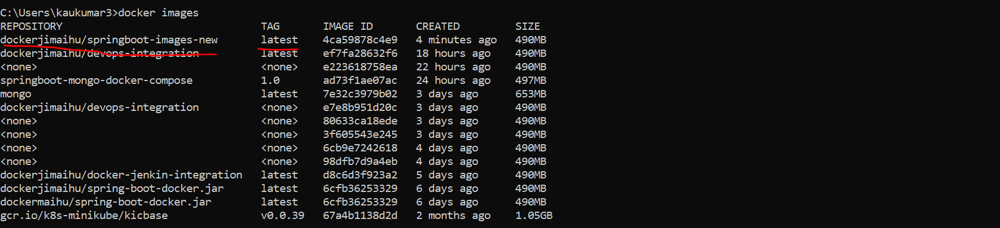 C:\Users\kaukumar3>docker images
REPOSITORY TAG IMAGE ID CREATED SIZE
dockerjimaihu/springboot-images-new latest 4ca59878c4e9 4 minutes ago 490MB
dockerjimaihu/devops-integration latest ef7fa28632f6 18 hours ago 490MB
<none> <none> e223618758ea 22 hours ago 490MB
springboot-mongo-docker-compose 1.0 ad73f1ae07ac 24 hours ago 497MB
mongo latest 7e32c3979b02 3 days ago 653MB
dockerjimaihu/devops-integration <none> e7e8b951d20c 3 days ago 490MB
<none> <none> 80633ca18ede 3 days ago 490MB
<none> <none> 3f605543e245 3 days ago 490MB
<none> <none> 6cb9e7242618 4 days ago 490MB
<none> <none> 98dfb7d9a4eb 4 days ago 490MB
dockerjimaihu/docker-jenkin-integration latest d8c6d3f923a2 5 days ago 490MB
dockerjimaihu/spring-boot-docker.jar latest 6cfb36253329 6 days ago 490MB
dockermaihu/spring-boot-docker.jar latest 6cfb36253329 6 days ago 490MB
gcr.io/k8s-minikube/kicbase v0.0.39 67a4b1138d2d 2 months ago 1.05GB